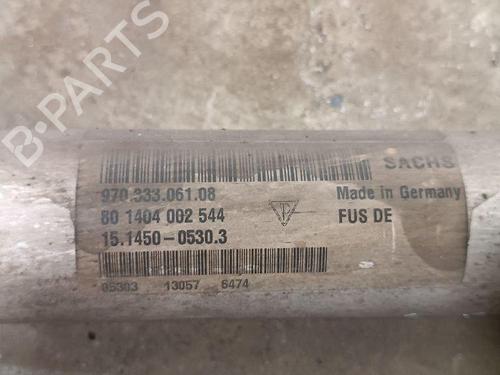 B-PARTS
SACHS
970.333.061.08
Made in Germany
80 1404 002 544
FUS DE
15.1450-0530.3
05303 13057 6474